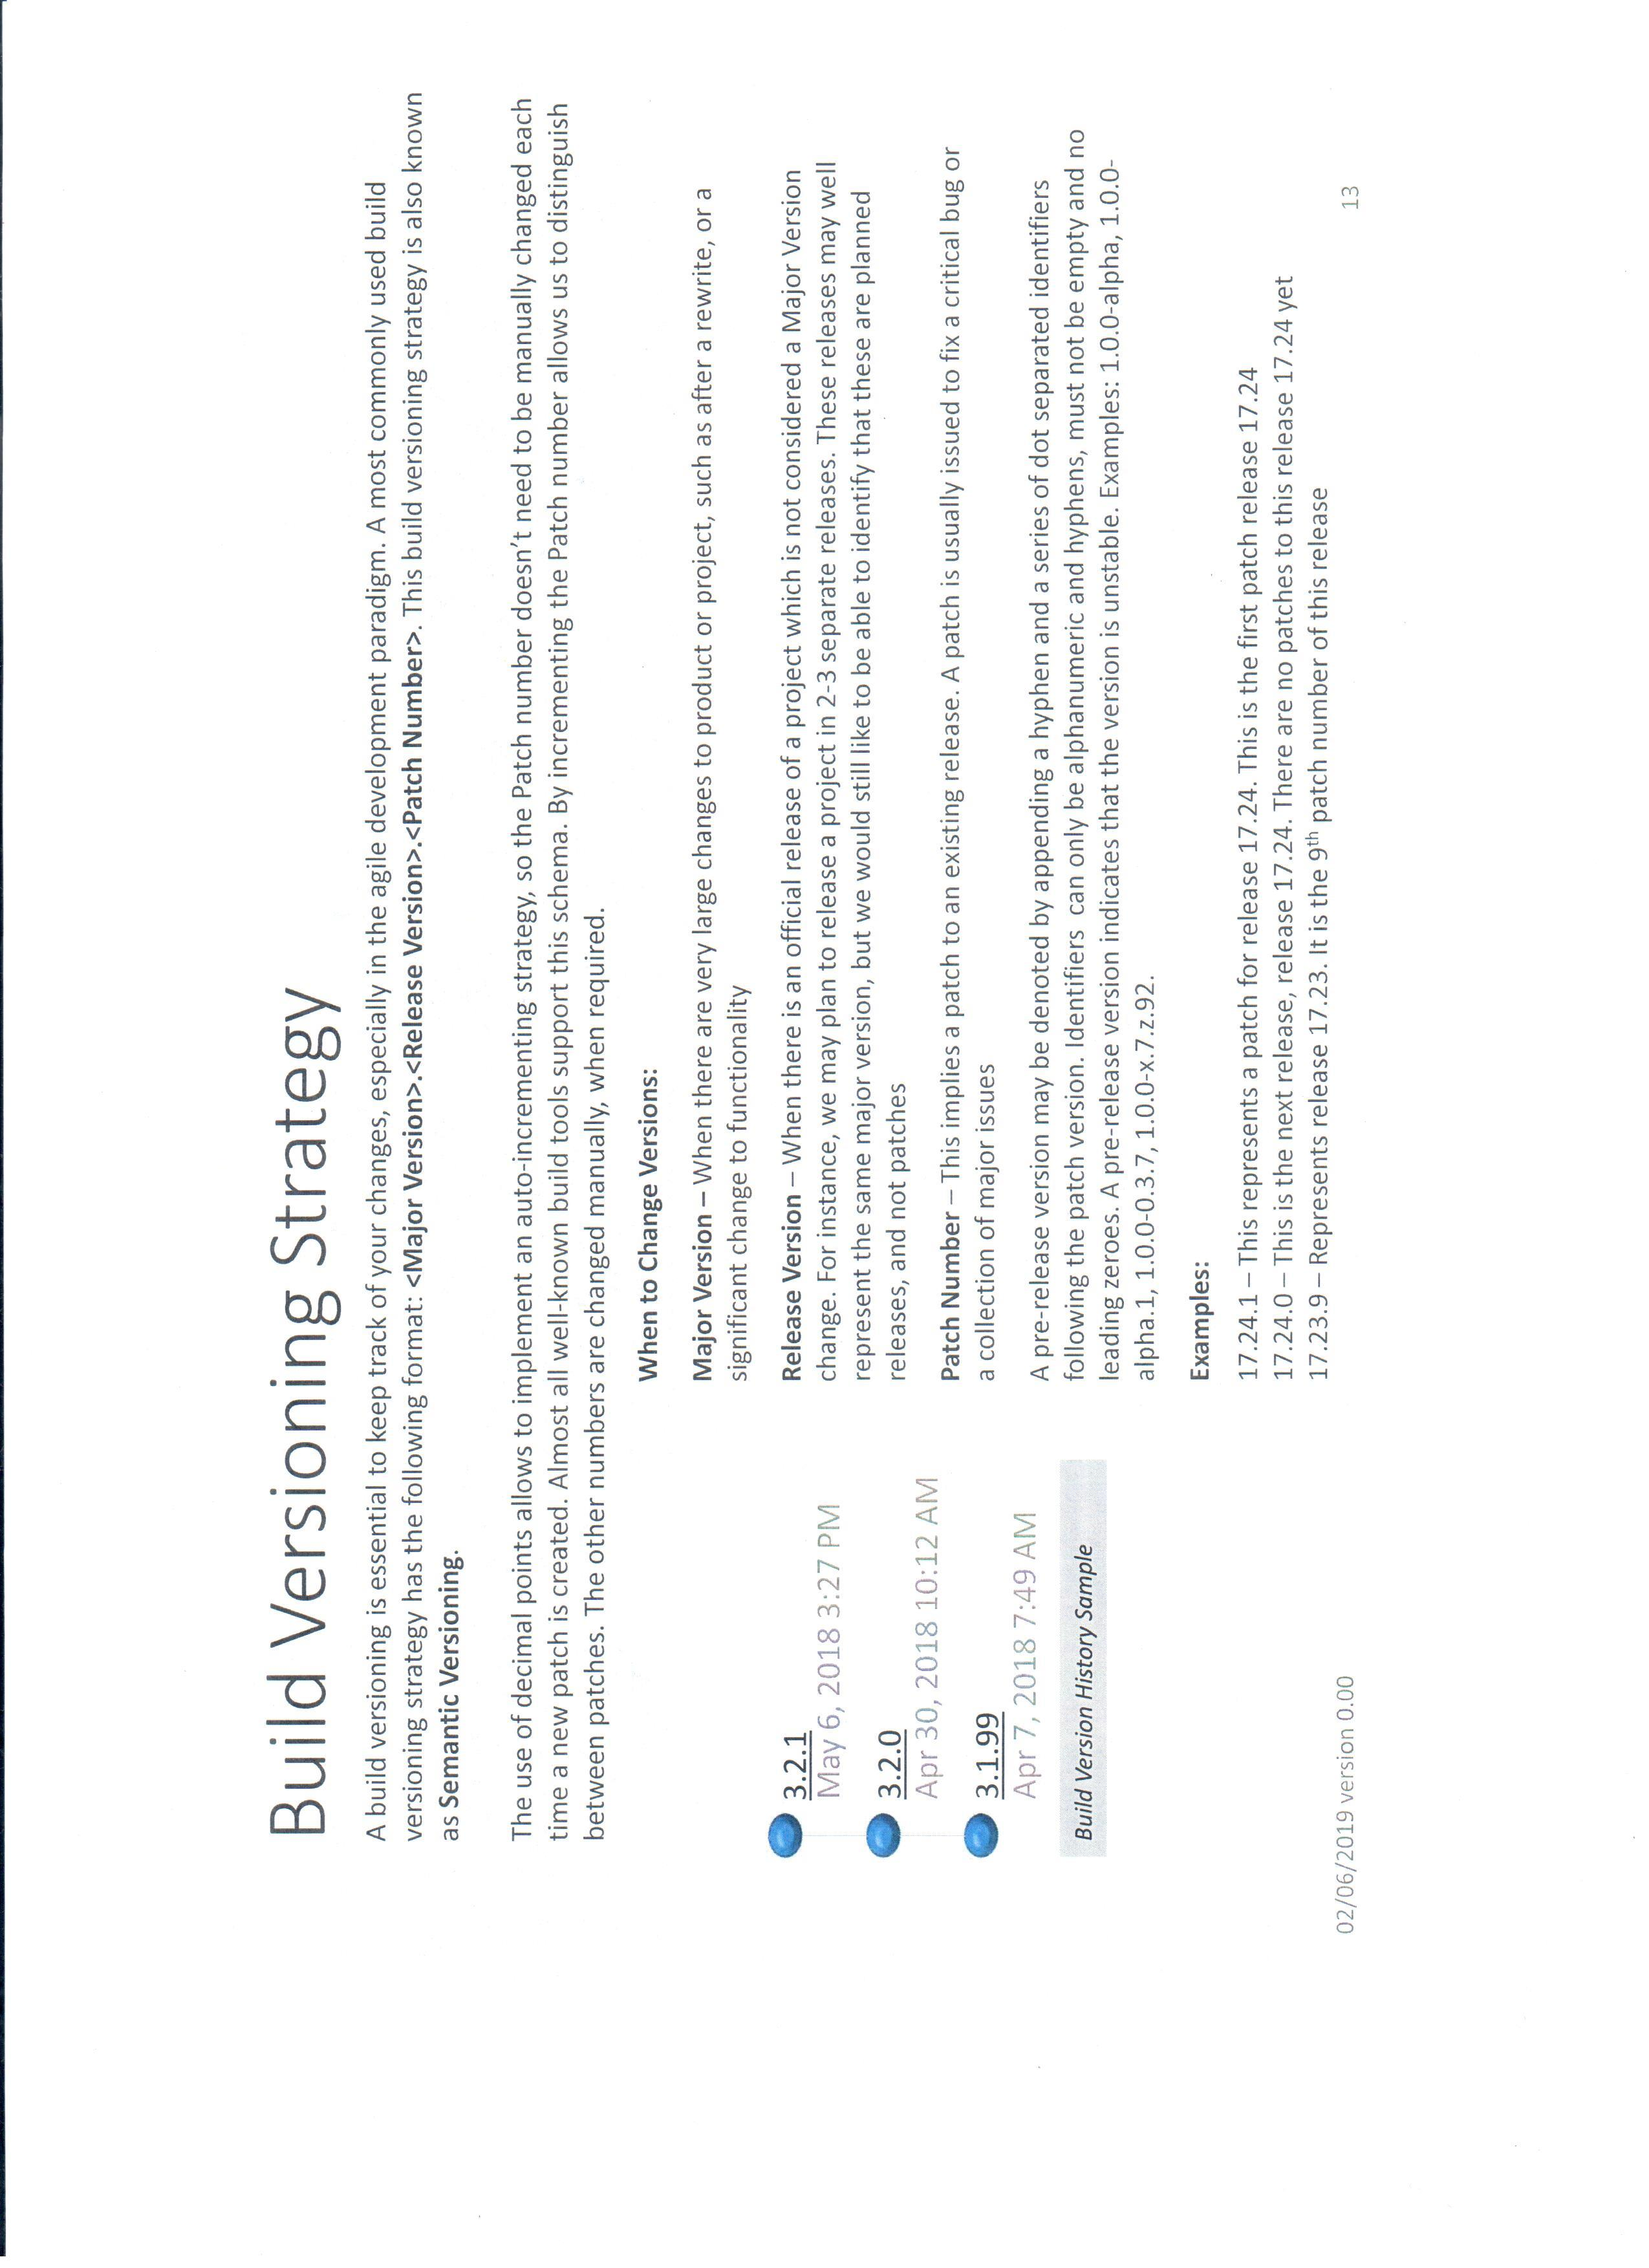 Build Versioning Strategy
A build versioning is essential to keep track of your changes, especially in the agile development paradigm. A most commonly used build
versioning strategy has the following format: <Major Version>.<Release Version>.<Patch Number>. This build versioning strategy is also known
as Semantic Versioning.
The use of decimal points allows to implement an auto-incrementing strategy, so the Patch number doesn't need to be manually changed each
time a new patch is created. Almost all well-known build tools support this schema. By incrementing the Patch number allows us to distinguish
between patches. The other numbers are changed manually, when required.
3.2.1
May 6, 2018 3:27 PM
3.2.0
Apr 30, 2018 10:12 AM
3.1.99
Apr 7, 2018 7:49 AM
Build Version History Sample
When to Change Versions:
Major Version – When there are very large changes to product or project, such as after a rewrite, or a
significant change to functionality
Release Version – When there is an official release of a project which is not considered a Major Version
change. For instance, we may plan to release a project in 2-3 separate releases. These releases may well
represent the same major version, but we would still like to be able to identify that these are planned
releases, and not patches
Patch Number – This implies a patch to an existing release. A patch is usually issued to fix a critical bug or
a collection of major issues
A pre-release version may be denoted by appending a hyphen and a series of dot separated identifiers
following the patch version. Identifiers can only be alphanumeric and hyphens, must not be empty and no
leading zeroes. A pre-release version indicates that the version is unstable. Examples: 1.0.0-alpha, 1.0.0-
alpha.1, 1.0.0-0.3.7, 1.0.0-x.7.z.92.
Examples:
17.24.1 – This represents a patch for release 17.24. This is the first patch release 17.24
17.24.0 – This is the next release, release 17.24. There are no patches to this release 17.24 yet
17.23.9 – Represents release 17.23. It is the 9th patch number of this release
02/06/2019 version 0.00
13